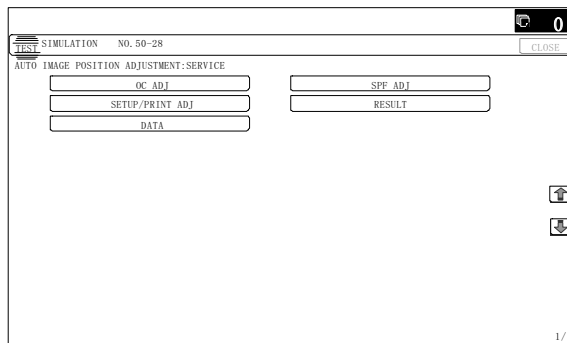 0
TEST SIMULATION NO.50-28
CLOSE
AUTO IMAGE POSITION ADJUSTMENT:SERVICE
OC ADJ SPF ADJ
SETUP/PRINT ADJ RESULT
DATA
1/